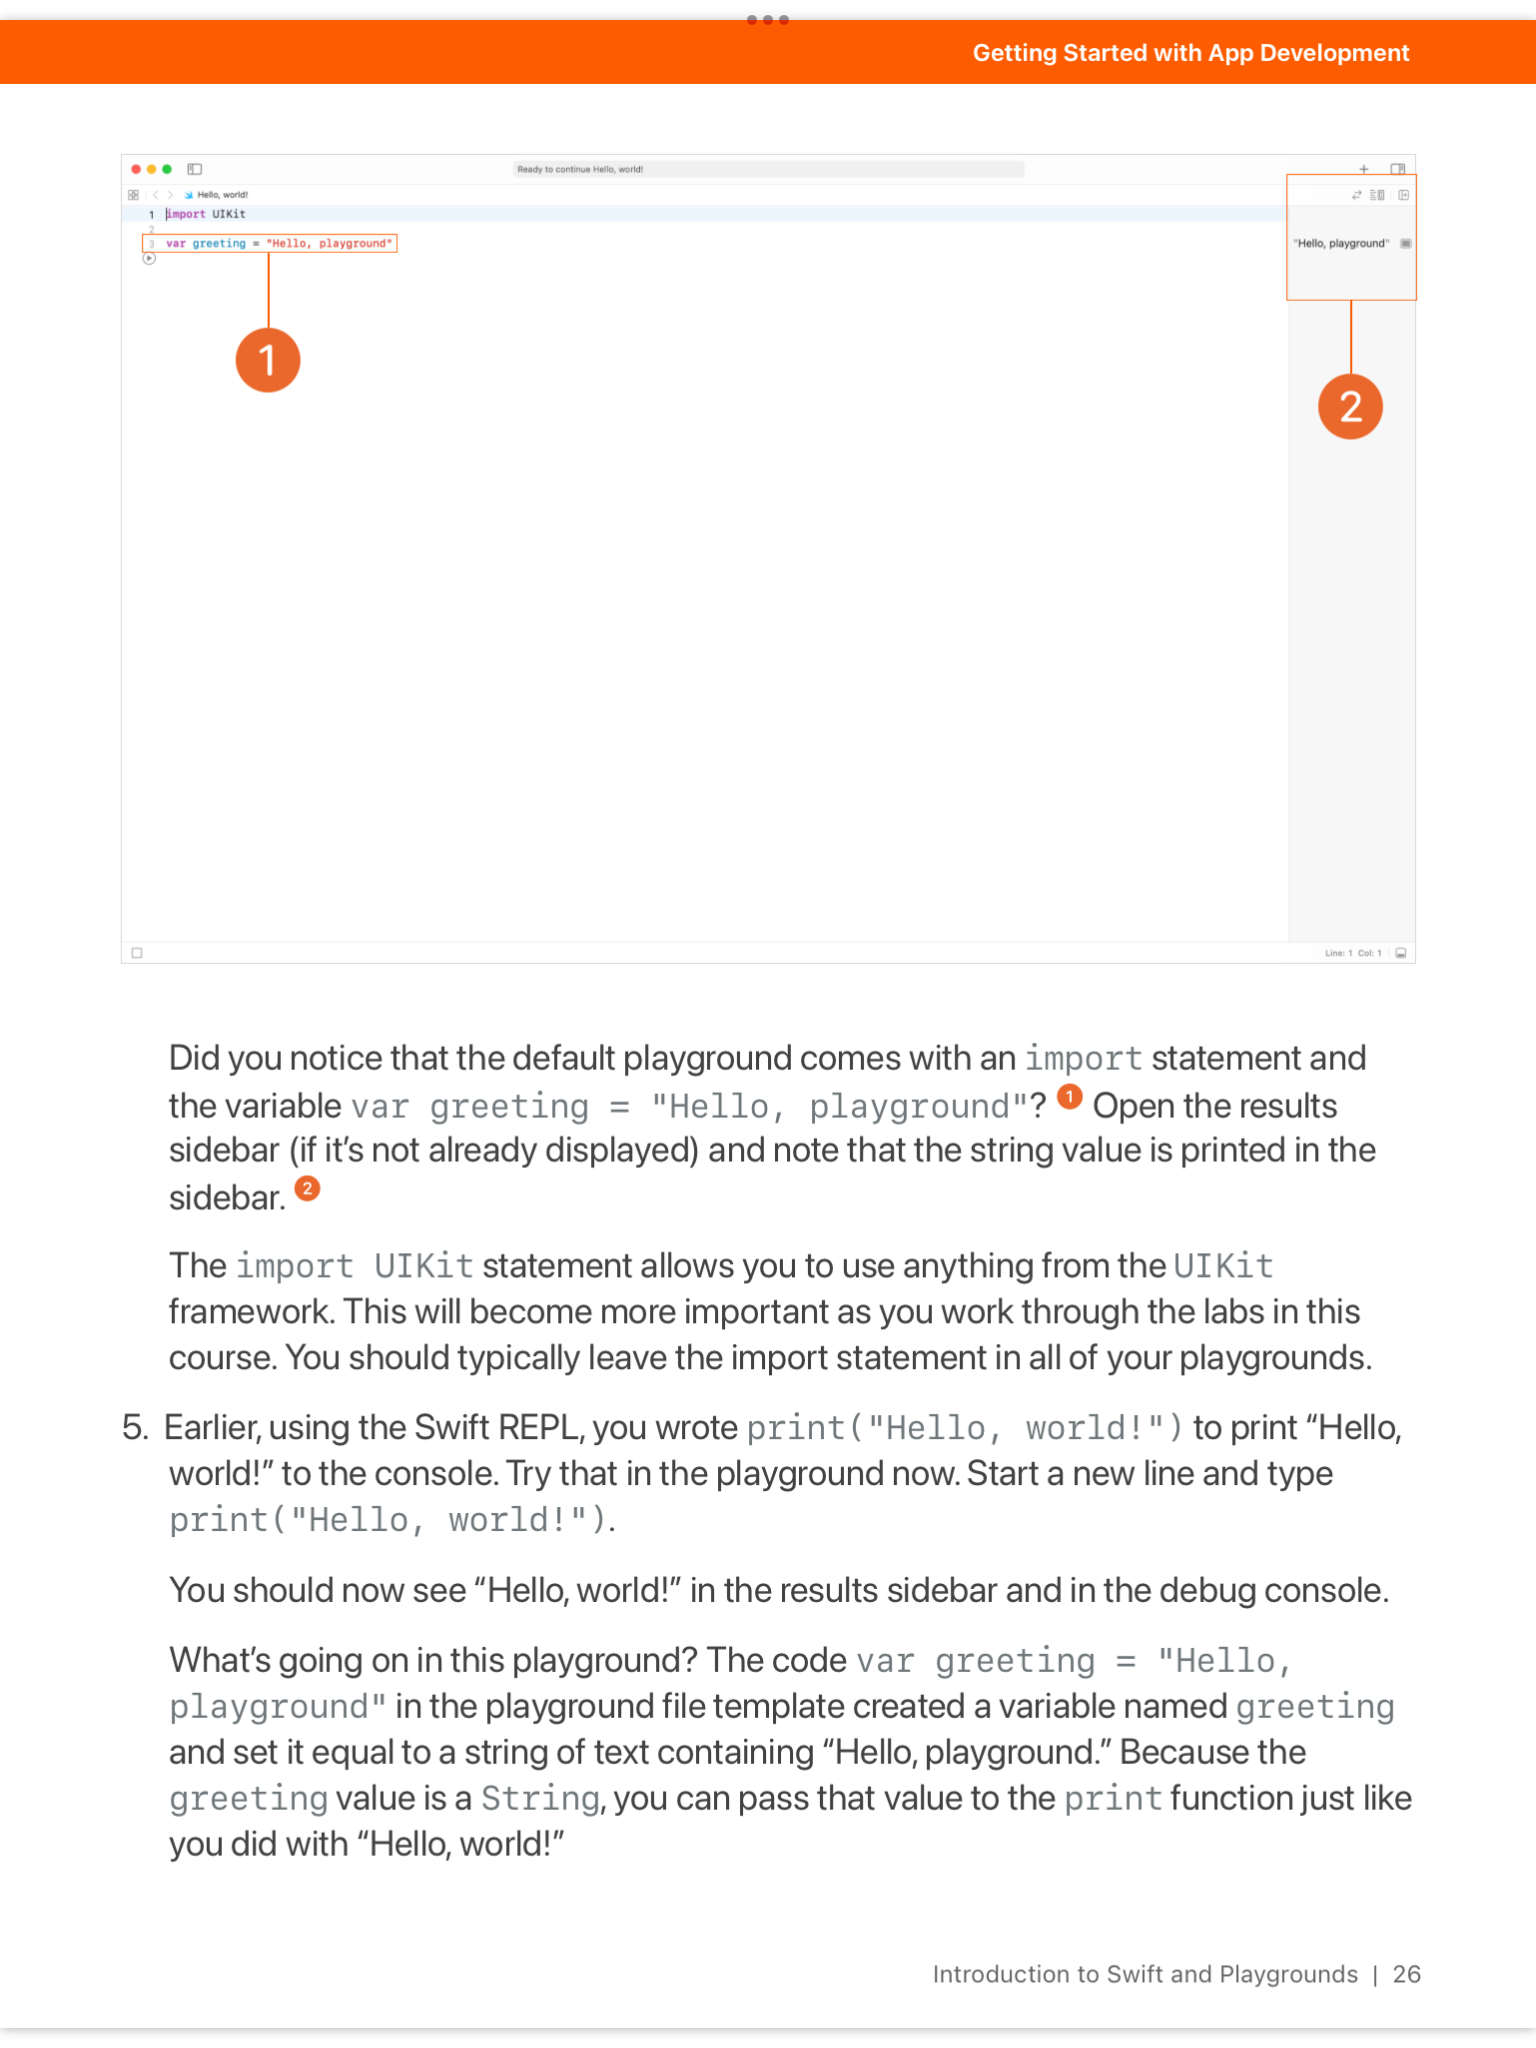 Getting Started with App Development
Ready to continue Hello, world!
Hello, world!
1 import UIKit
2
3 var greeting = "Hello, playground"
"Hello, playground"
1
2
Line: 1 Col: 1
Did you notice that the default playground comes with an import statement and
the variable var greeting = "Hello, playground"? 1 Open the results
sidebar (if it’s not already displayed) and note that the string value is printed in the
sidebar. 2
The import UIKit statement allows you to use anything from the UIKit
framework. This will become more important as you work through the labs in this
course. You should typically leave the import statement in all of your playgrounds.
5. Earlier, using the Swift REPL, you wrote print("Hello, world!") to print “Hello,
world!” to the console. Try that in the playground now. Start a new line and type
print("Hello, world!").
You should now see “Hello, world!” in the results sidebar and in the debug console.
What’s going on in this playground? The code var greeting = "Hello,
playground" in the playground file template created a variable named greeting
and set it equal to a string of text containing “Hello, playground.” Because the
greeting value is a String, you can pass that value to the print function just like
you did with “Hello, world!”
Introduction to Swift and Playgrounds | 26